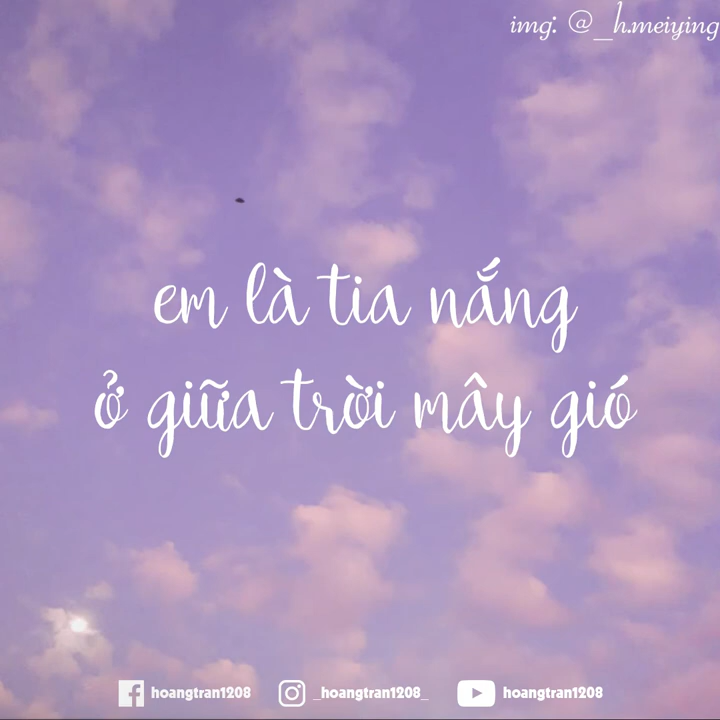 img: @_h.meiying
em là tia nắng
ở giữa trời mây gió
hoangtran1208 _hoangtran1208_ hoangtran1208